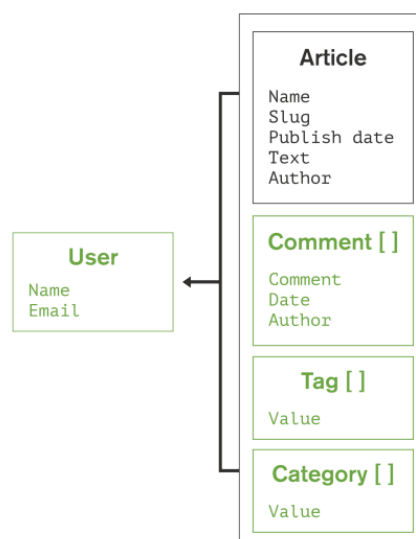 Article
Name
Slug
Publish date
Text
Author
User
Name
Email
Comment [ ]
Comment
Date
Author
Tag [ ]
Value
Category [ ]
Value